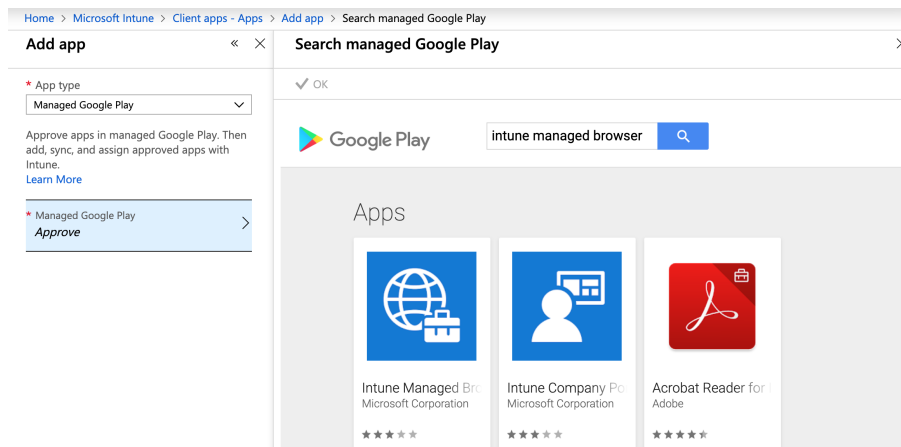 Home > Microsoft Intune > Client apps - Apps > Add app > Search managed Google Play
Add app
Search managed Google Play
* App type
Managed Google Play
Approve apps in managed Google Play. Then
add, sync, and assign approved apps with
Intune.
Learn More
* Managed Google Play
Approve
OK
Google Play
intune managed browser
Apps
Intune Managed Bro
Microsoft Corporation
Intune Company Po
Microsoft Corporation
Acrobat Reader for
Adobe